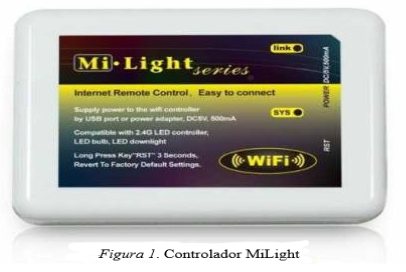 link
Mi•Light series®
Internet Remote Control, Easy to connect
Supply power to the wifi controller
by USB port or power adapter, DC5V, 500mA
SYS
Compatible with 2.4G LED controller,
LED bulb, LED downlight
Long Press Key"RST" 3 Seconds,
Revert To Factory Default Settings.
WiFi
POWER DC/5V,500mA
RST
Figura 1. Controlador MiLight